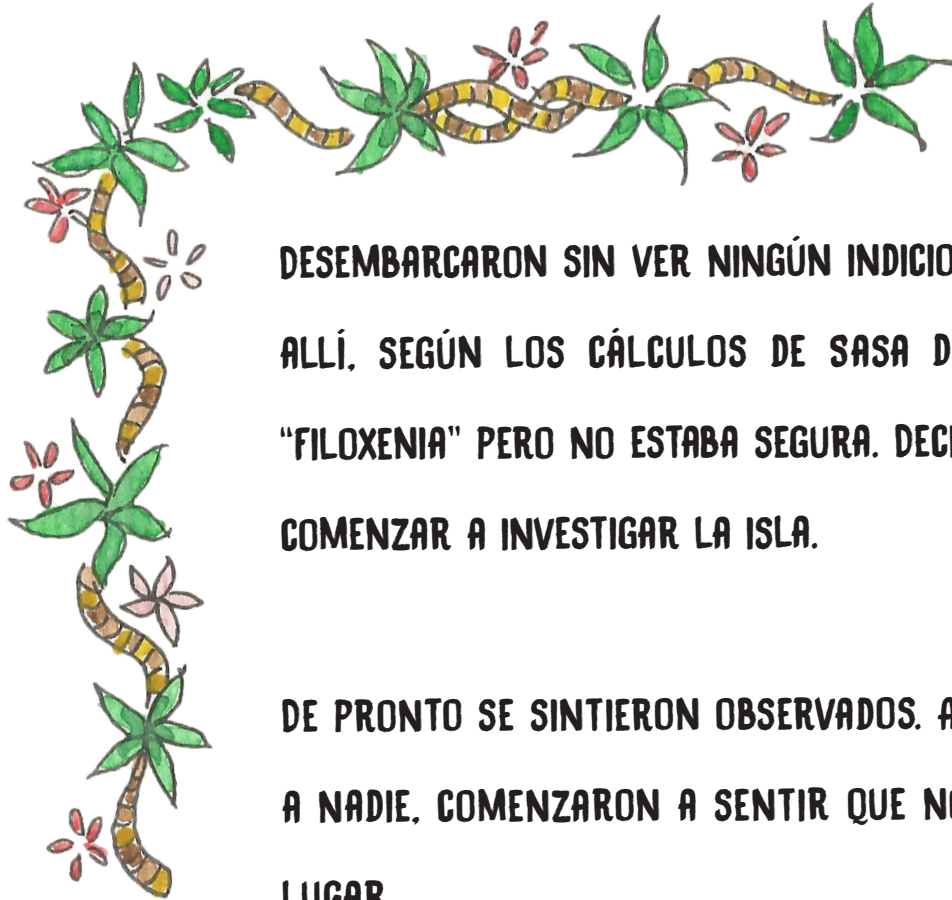 DESEMBARCARON SIN VER NINGÚN INDICIO
ALLÍ, SEGÚN LOS CÁLCULOS DE SASA
"FILOXENIA" PERO NO ESTABA SEGURA.
COMENZAR A INVESTIGAR LA ISLA.
DE PRONTO SE SINTIERON OBSERVADOS.
A NADIE, COMENZARON A SENTIR QUE
LUGAR